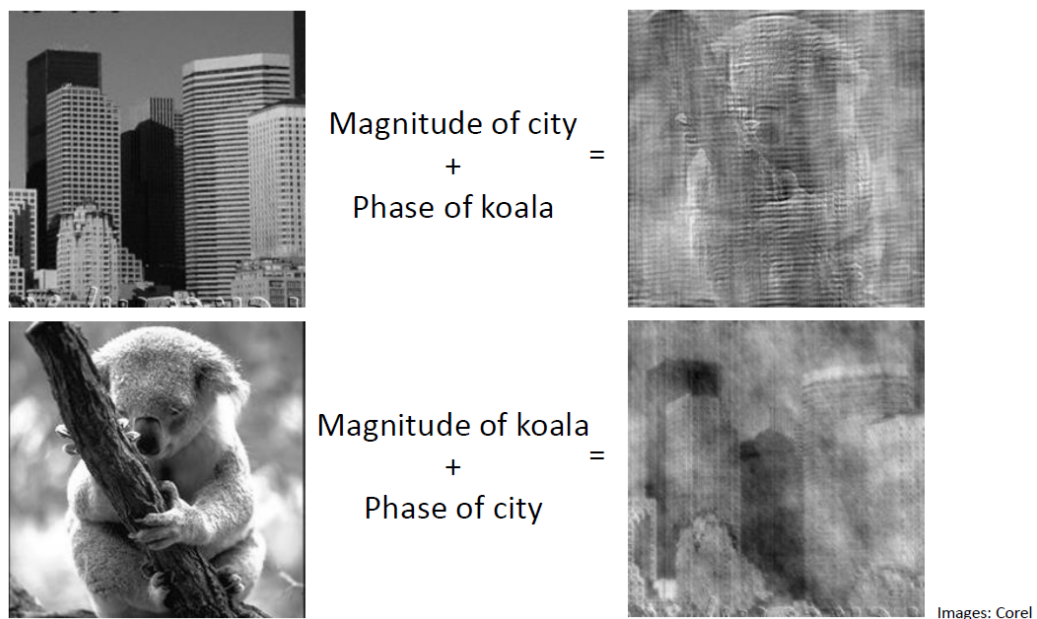 Magnitude of city
+
Phase of koala
=
Magnitude of koala
+
Phase of city
=
Images: Corel